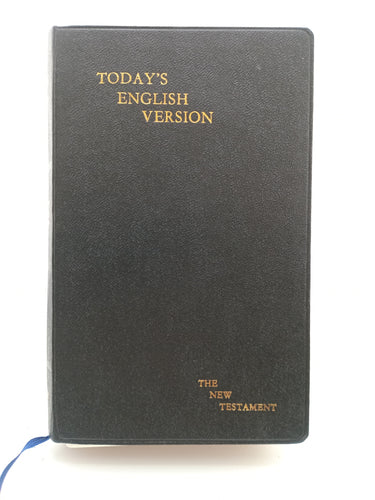 TODAY'S
ENGLISH
VERSION
THE
NEW
TESTAMENT